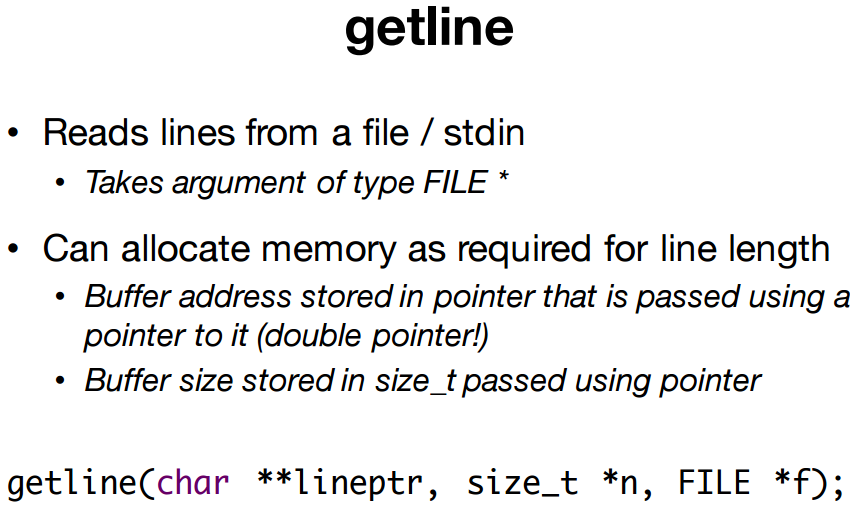 getline
• Reads lines from a file / stdin
• Takes argument of type FILE *
• Can allocate memory as required for line length
• Buffer address stored in pointer that is passed using a
pointer to it (double pointer!)
• Buffer size stored in size_t passed using pointer
getline(char **lineptr, size_t *n, FILE *f);